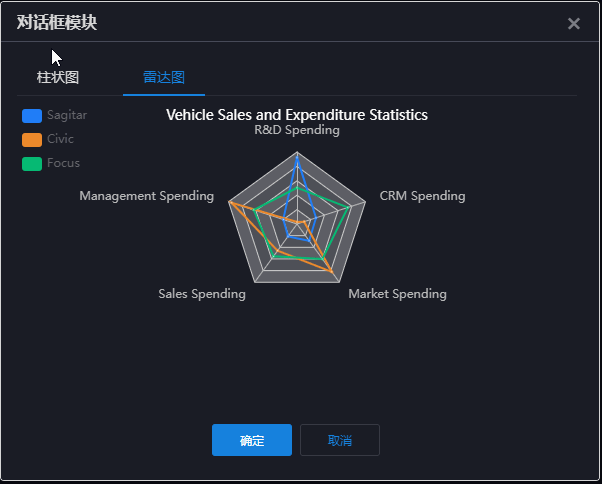 对话框模块
柱状图
雷达图
Sagitar
Civic
Focus
Vehicle Sales and Expenditure Statistics
R&D Spending
Management Spending
CRM Spending
Sales Spending
Market Spending
确定
取消